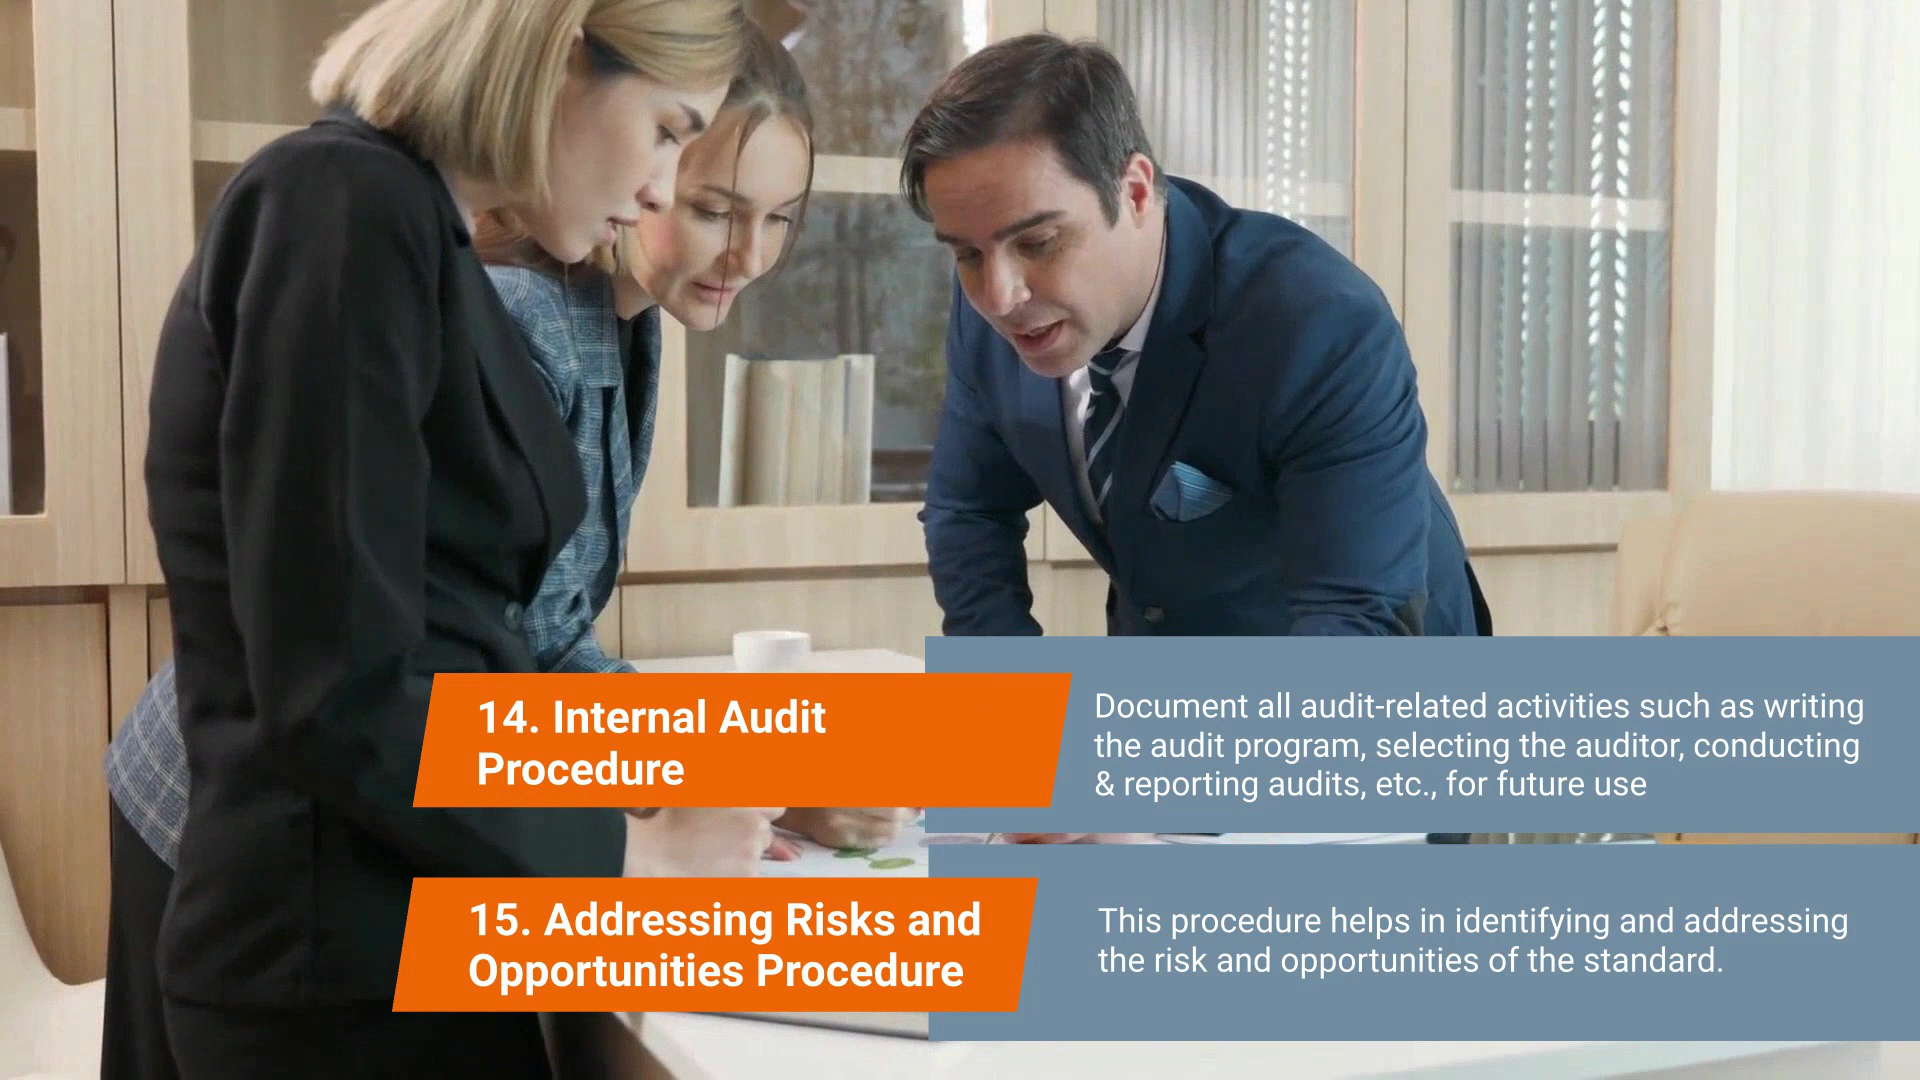 14. Internal Audit
Procedure
Document all audit-related activities such as writing
the audit program, selecting the auditor, conducting
& reporting audits, etc., for future use
15. Addressing Risks and
Opportunities Procedure
This procedure helps in identifying and addressing
the risk and opportunities of the standard.